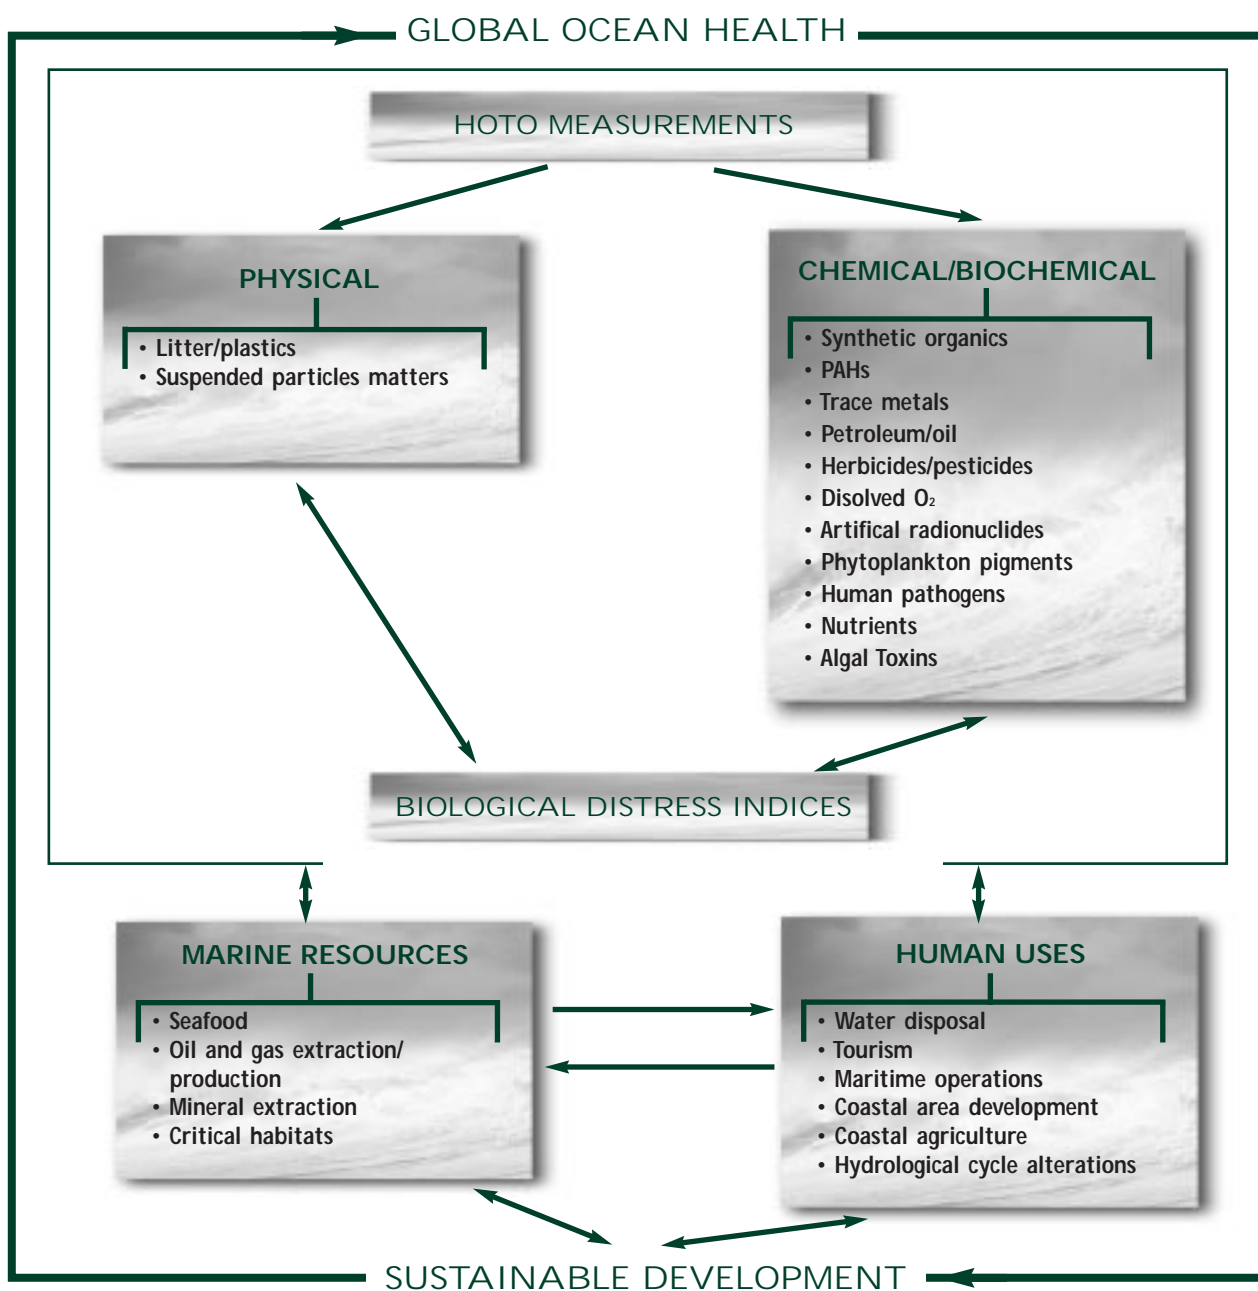 GLOBAL OCEAN HEALTH
HOTO MEASUREMENTS
PHYSICAL
• Litter/plastics
• Suspended particles matters
CHEMICAL/BIOCHEMICAL
• Synthetic organics
• PAHs
• Trace metals
• Petroleum/oil
• Herbicides/pesticides
• Disolved O₂
• Artifical radionuclides
• Phytoplankton pigments
• Human pathogens
• Nutrients
• Algal Toxins
BIOLOGICAL DISTRESS INDICES
MARINE RESOURCES
• Seafood
• Oil and gas extraction/
production
• Mineral extraction
• Critical habitats
HUMAN USES
• Water disposal
• Tourism
• Maritime operations
• Coastal area development
• Coastal agriculture
• Hydrological cycle alterations
SUSTAINABLE DEVELOPMENT